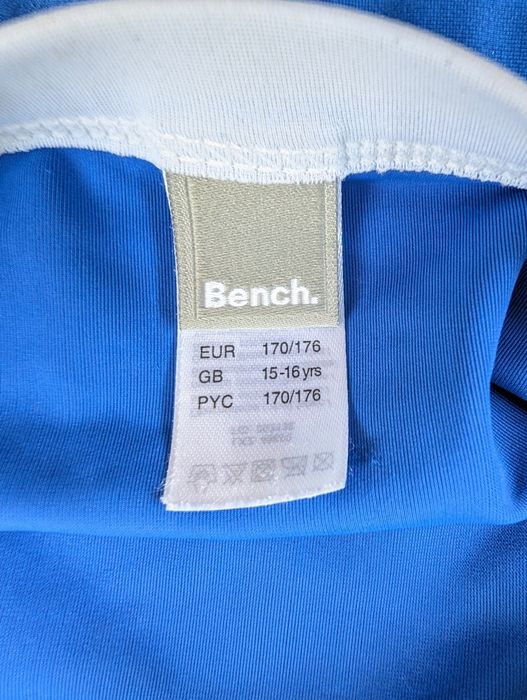 Bench.
EUR 170/176
GB 15-16 yrs
PYC 170/176